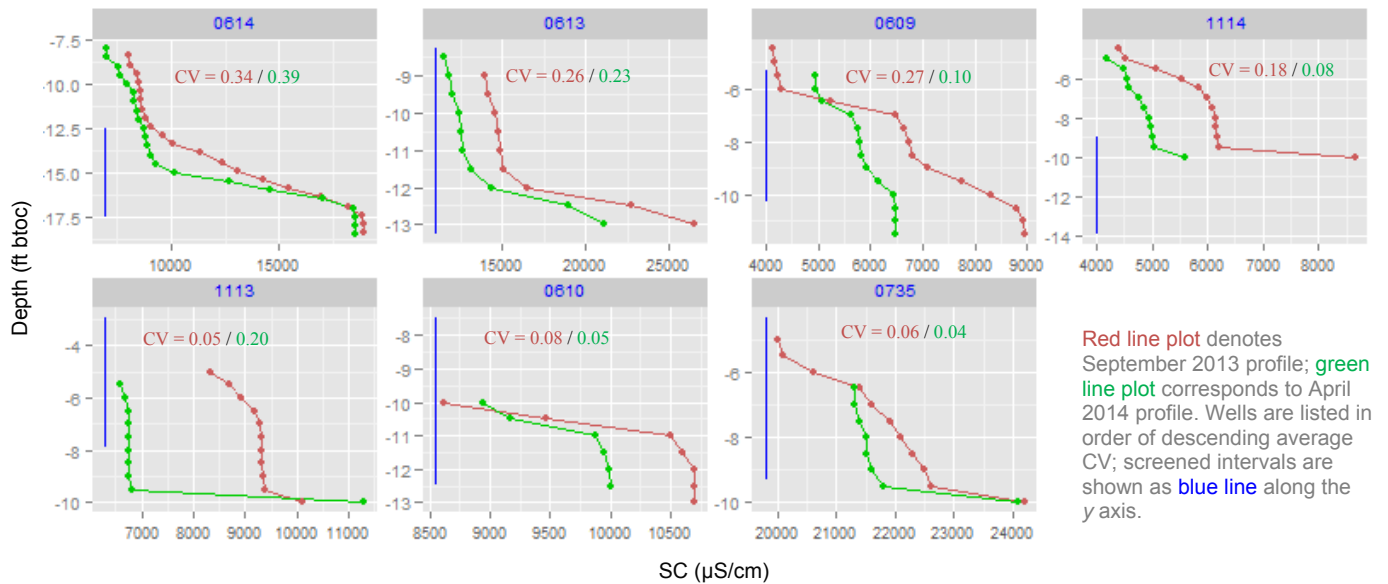 0614
0613
0609
1114
CV = 0.34 / 0.39
CV = 0.26 / 0.23
CV = 0.27 / 0.10
CV = 0.18 / 0.08
-7.5
-10.0
-12.5
-15.0
-17.5
-9
-10
-11
-12
-13
-6
-8
-10
-6
-8
-10
-12
-14
10000 15000
15000 20000 25000
4000 5000 6000 7000 8000 9000
4000 5000 6000 7000 8000
Depth (ft btoc)
1113
0610
0735
CV = 0.05 / 0.20
CV = 0.08 / 0.05
CV = 0.06 / 0.04
-4
-6
-8
-10
-8
-9
-10
-11
-12
-13
-6
-8
-10
7000 8000 9000 10000 11000
8500 9000 9500 10000 10500
20000 21000 22000 23000 24000
SC (µS/cm)
Red line plot denotes
September 2013 profile; green
line plot corresponds to April
2014 profile. Wells are listed in
order of descending average
CV; screened intervals are
shown as blue line along the
y axis.